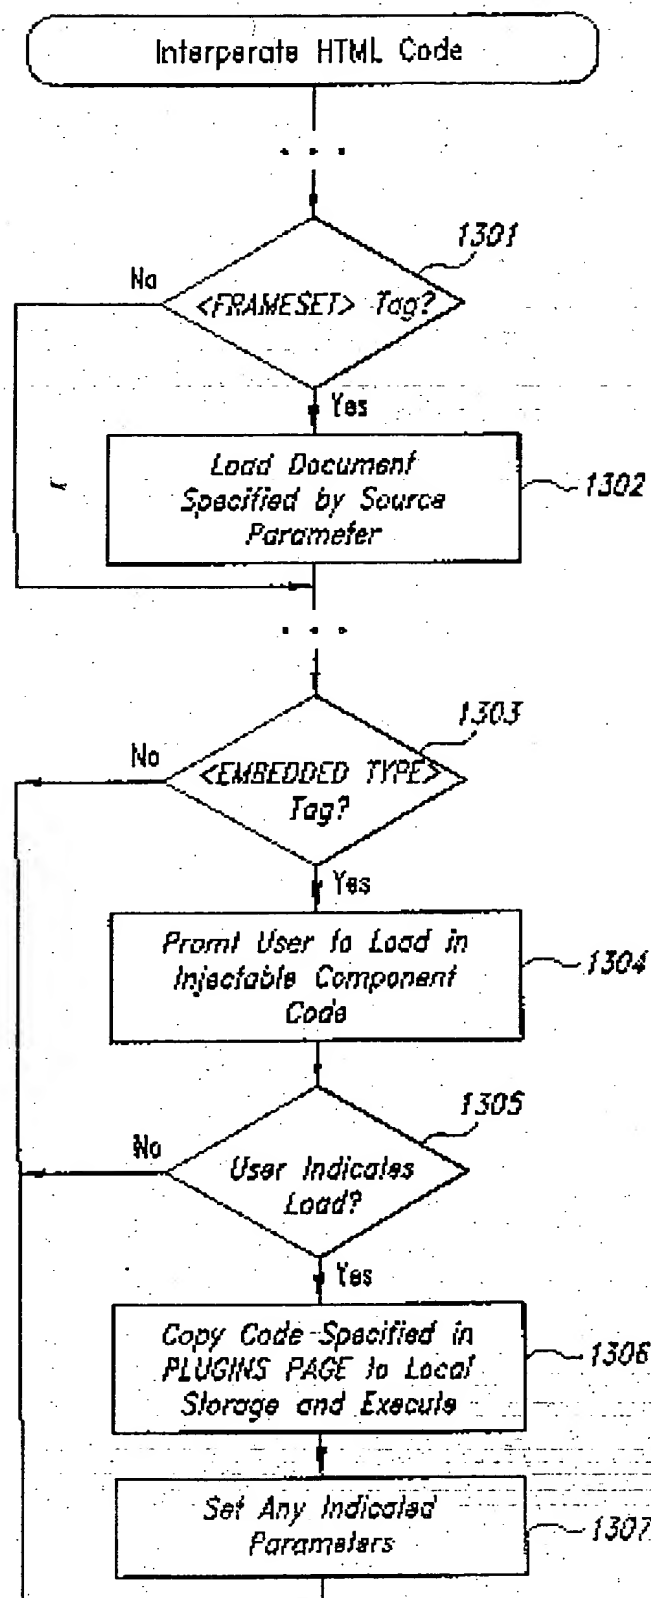 Interperate HTML Code
1301
No
<FRAMESET> Tag?
Yes
Load Document
Specified by Source
Parameter
1302
1303
No
<EMBEDDED TYPE>
Tag?
Yes
Promt User to Load in
Injectable Component
Code
1304
1305
No
User Indicates
Load?
Yes
Copy Code Specified in
PLUGINS PAGE to Local
Storage and Execute
1306
Set Any Indicated
Parameters
1307